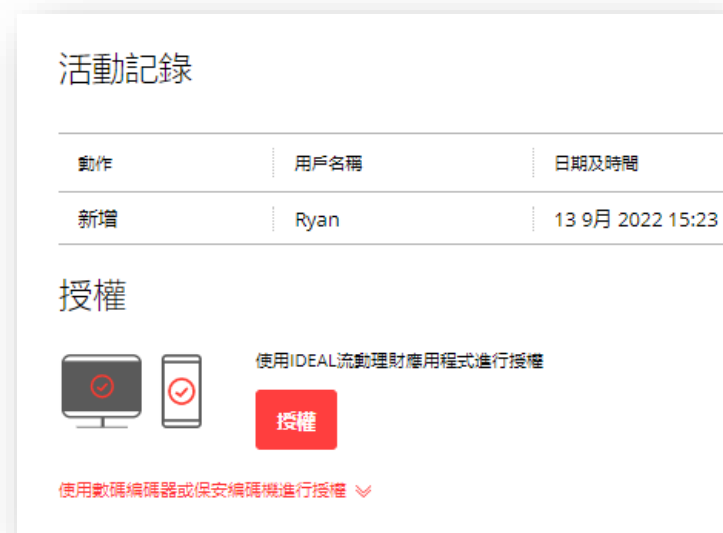 活動記錄
動作 用戶名稱 日期及時間
新增 Ryan 13 9月 2022 15:23
授權
使用IDEAL流動理財應用程式進行授權
授權
使用數碼編碼器或保安編碼機進行授權